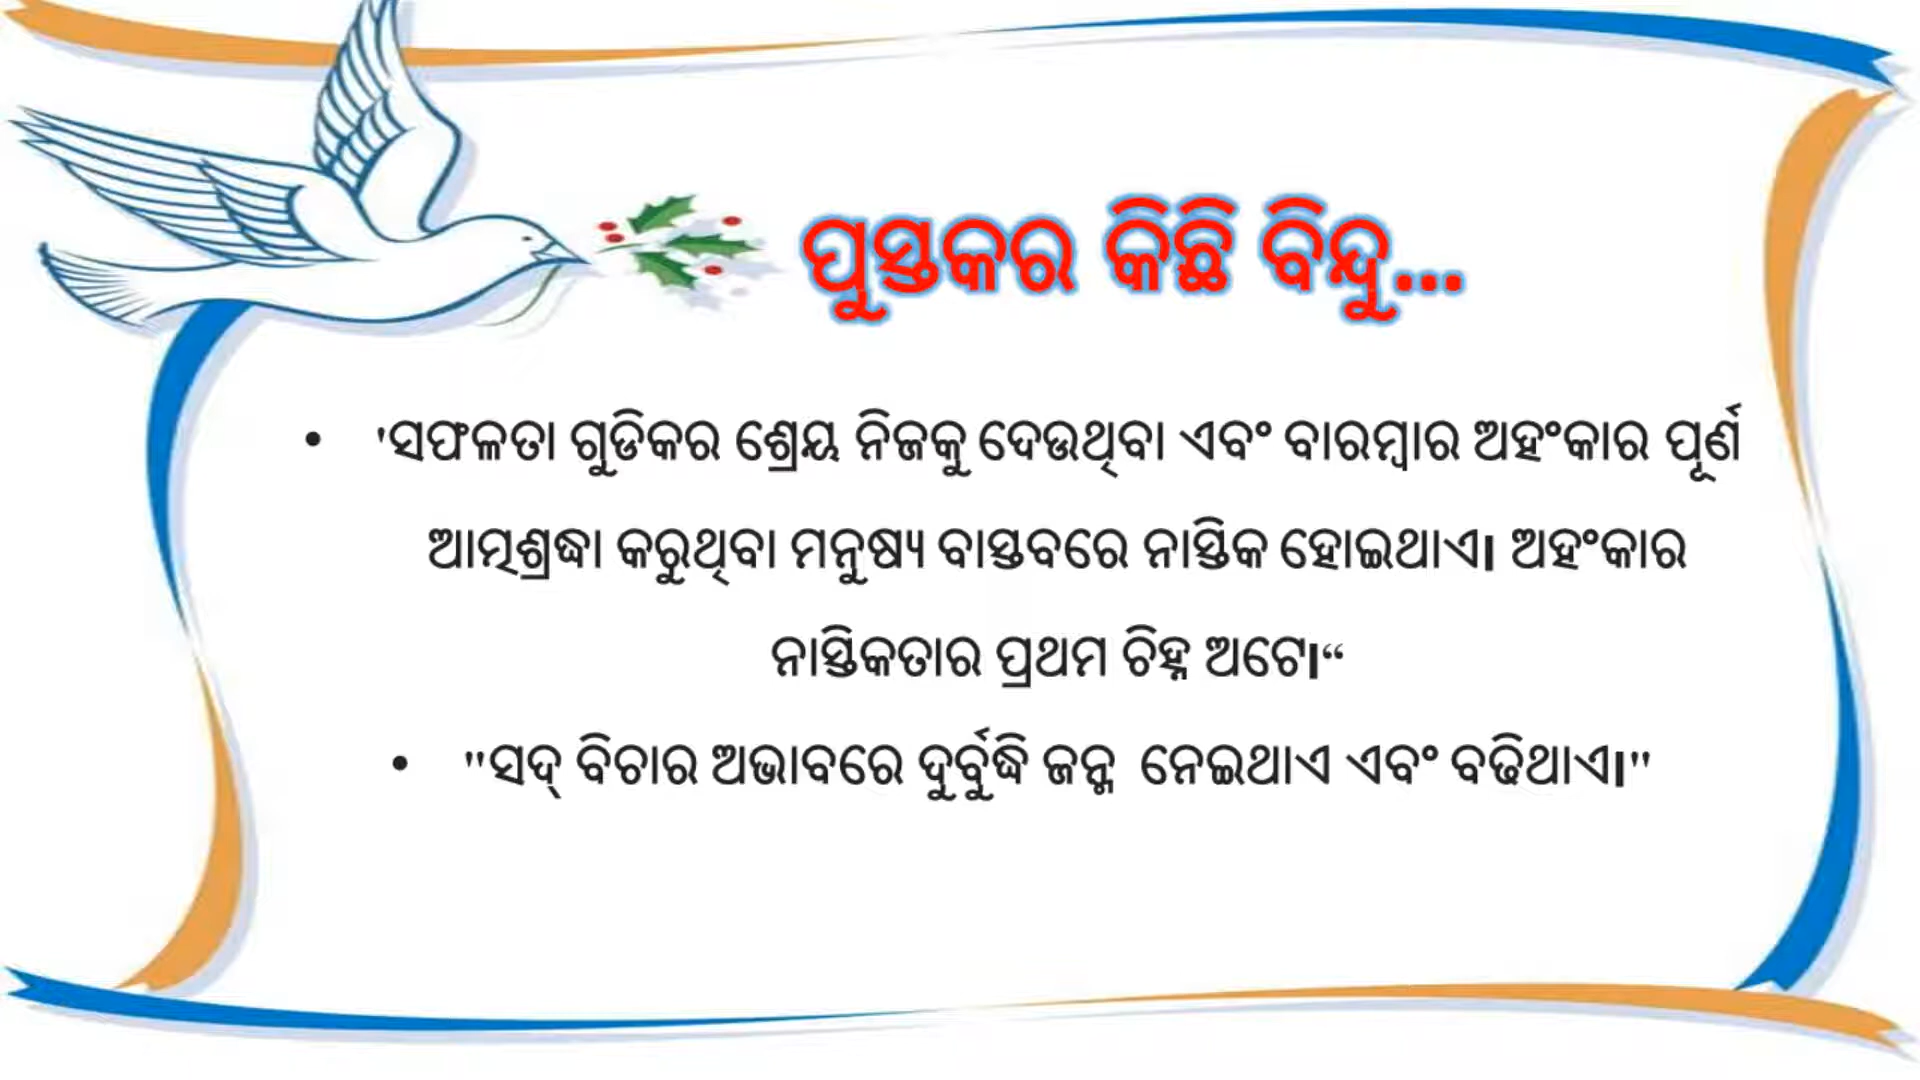 ପୁସ୍ତକର କିଛି ବିନ୍ଦୁ...
• 'ସଫଳତା ଗୁଡିକର ଶ୍ରେୟ ନିଜକୁ ଦେଉଥିବା ଏବଂ ବାରମ୍ବାର ଅହଂକାର ପୂର୍ଣ
ଆତ୍ମଶ୍ରଦ୍ଧା କରୁଥିବା ମନୁଷ୍ୟ ବାସ୍ତବରେ ନାସ୍ତିକ ହୋଇଥାଏ। ଅହଂକାର
ନାସ୍ତିକତାର ପ୍ରଥମ ଚିହ୍ନ ଅଟେ।“
• "ସଦ୍ ବିଚାର ଅଭାବରେ ଦୁର୍ବୁଦ୍ଧି ଜନ୍ମ ନେଇଥାଏ ଏବଂ ବଢିଥାଏ।"